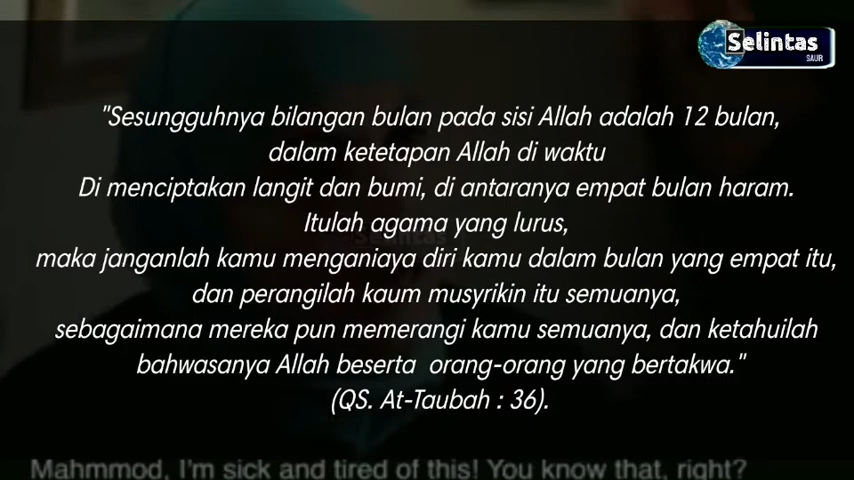 Selintas
SAUR
"Sesungguhnya bilangan bulan pada sisi Allah adalah 12 bulan,
dalam ketetapan Allah di waktu
Di menciptakan langit dan bumi, di antaranya empat bulan haram.
Itulah agama yang lurus,
maka janganlah kamu menganiaya diri kamu dalam bulan yang empat itu,
dan perangilah kaum musyrikin itu semuanya,
sebagaimana mereka pun memerangi kamu semuanya, dan ketahuilah
bahwasanya Allah beserta orang-orang yang bertakwa."
(QS. At-Taubah : 36).
Mahmmod, I'm sick and tired of this! You know that, right?